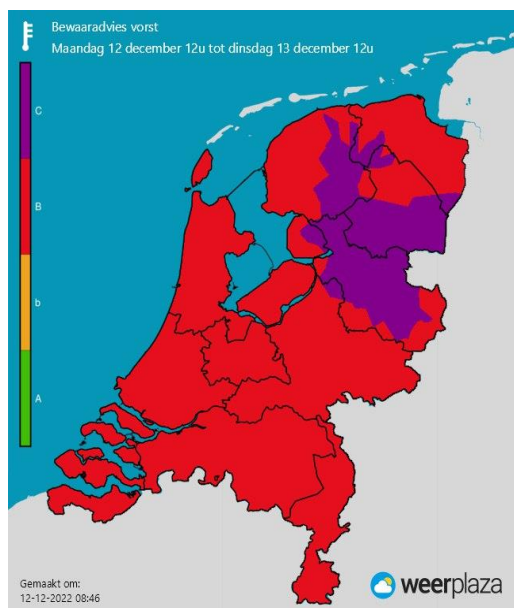 Bewaaradvies vorst
Maandag 12 december 12u tot dinsdag 13 december 12u
C
B
b
A
Gemaakt om:
12-12-2022 08:46
weerplaza